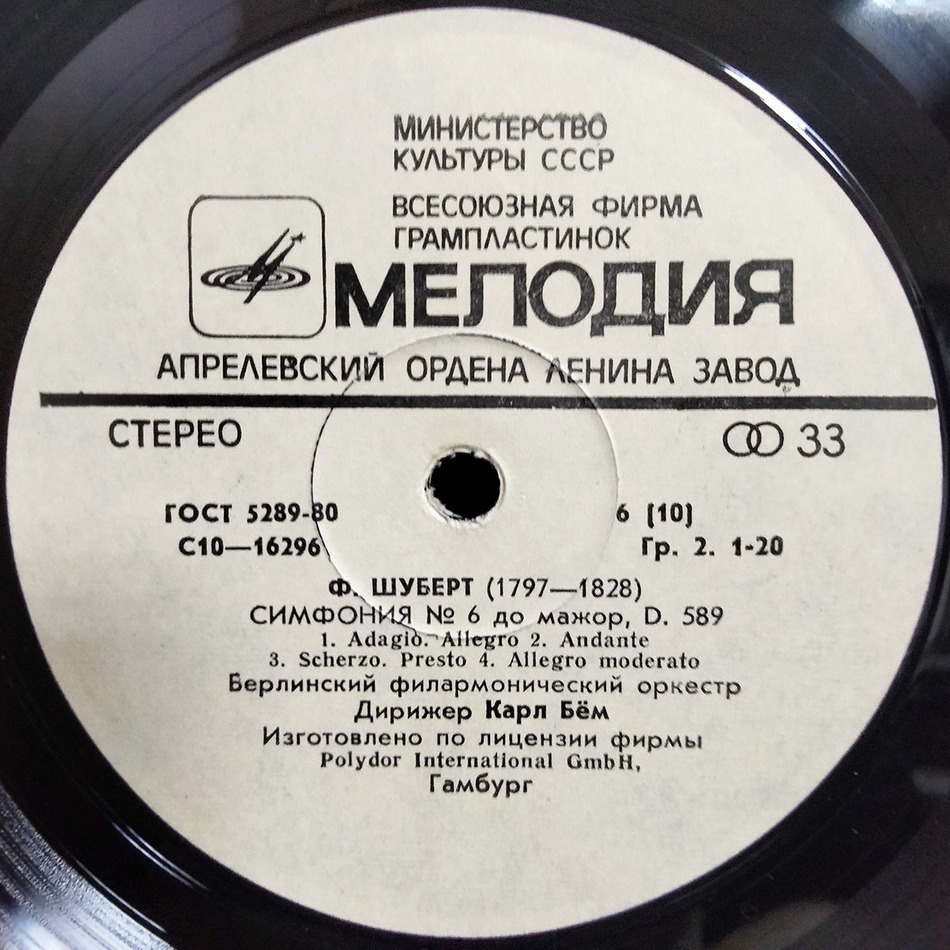 МИНИСТЕРСТВО
КУЛЬТУРЫ СССР
ВСЕСОЮЗНАЯ ФИРМА
ГРАМПЛАСТИНОК
МЕЛОДИЯ
АПРЕЛЕВСКИЙ ОРДЕНА ЛЕНИНА ЗАВОД
СТЕРЕО 33
ГОСТ 5289-80 6 (10)
С10—16296 Гр. 2. 1-20
Ф. ШУБЕРТ (1797—1828)
СИМФОНИЯ № 6 до мажор, D. 589
1. Adagio. Allegro 2. Andante
3. Scherzo. Presto 4. Allegro moderato
Берлинский филармонический оркестр
Дирижер Карл Бём
Изготовлено по лицензии фирмы
Polydor International GmbH,
Гамбург